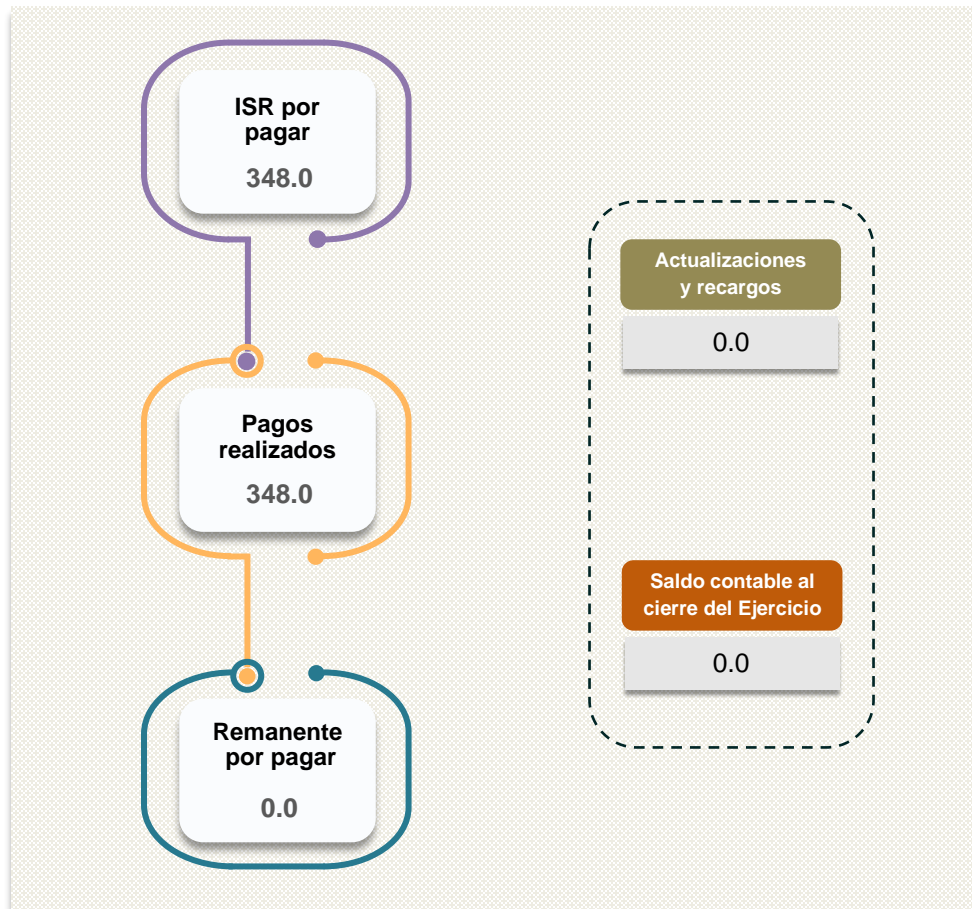 ISR por
pagar
348.0
Pagos
realizados
348.0
Remanente
por pagar
0.0
Actualizaciones
y recargos
0.0
Saldo contable al
cierre del Ejercicio
0.0